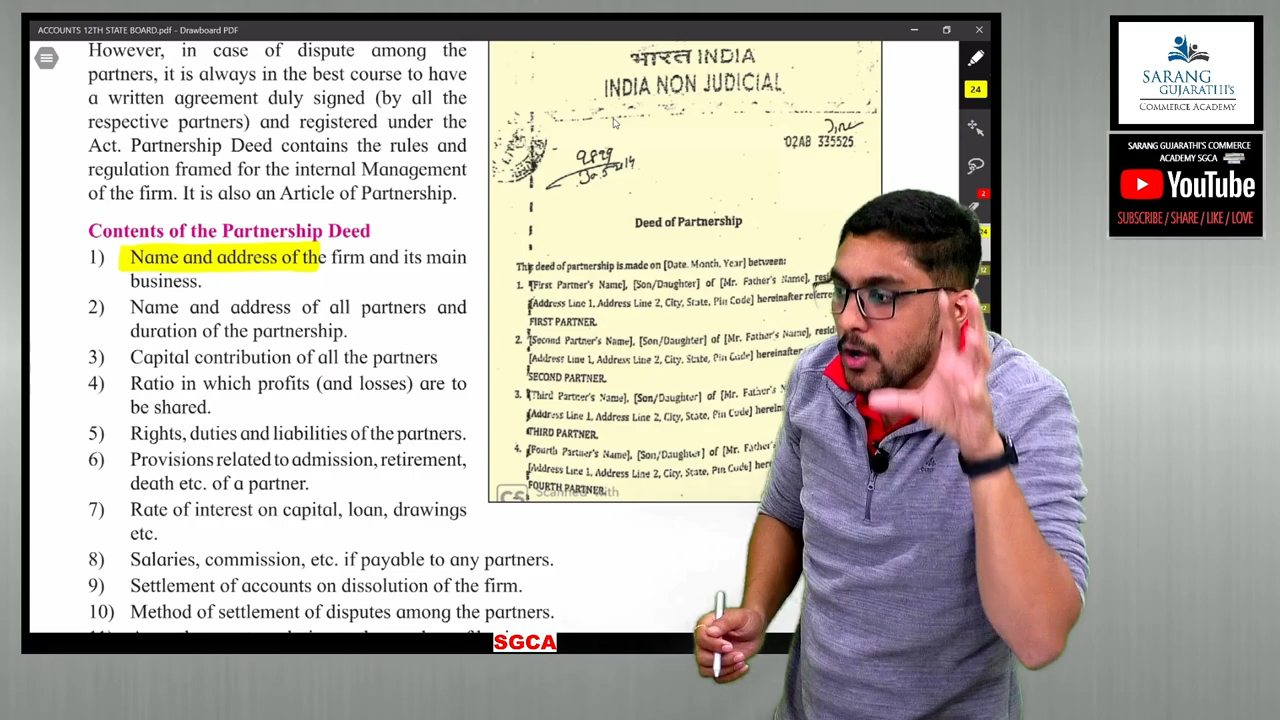 ACCOUNTS 12TH STATE BOARD.pdf - Drawboard PDF
However, in case of dispute among the
partners, it is always in the best course to have
a written agreement duly signed (by all the
respective partners) and registered under the
Act. Partnership Deed contains the rules and
regulation framed for the internal Management
of the firm. It is also an Article of Partnership.
Contents of the Partnership Deed
1) Name and address of the firm and its main
business.
2) Name and address of all partners and
duration of the partnership.
3) Capital contribution of all the partners
4) Ratio in which profits (and losses) are to
be shared.
5) Rights, duties and liabilities of the partners.
6) Provisions related to admission, retirement,
death etc. of a partner.
7) Rate of interest on capital, loan, drawings
etc.
8) Salaries, commission, etc. if payable to any partners.
9) Settlement of accounts on dissolution of the firm.
10) Method of settlement of disputes among the partners.
भारत INDIA
INDIA NON JUDICIAL
02AB 335525
Deed of Partnership
This deed of partnership is made on [Date. Month, Year] between:
1. [First Partner's Name], [Son/Daughter] of [Mr. Father's Name],
[Address Line 1, Address Line 2, City, State, Pin Code] hereinafter
FIRST PARTNER.
2. [Second Partner's Name], [Son/Daughter] of [Mr. Father's Name],
[Address Line 1, Address Line 2, City, State, Pin Code] hereinafter
SECOND PARTNER.
3. [Third Partner's Name], [Son/Daughter] of [Mr. Father's
[Address Line 1, Address Line 2, City, State, Pin Code]
THIRD PARTNER.
4. [Fourth Partner's Name], [Son/Daughter] of [Mr. Father's
[Address Line 1, Address Line 2, City, State, Pin Code]
FOURTH PARTNER.
CS Scanned with
24
2
SGCA
SARANG
GUJARATHI'S
COMMERCE ACADEMY
SARANG GUJARATHI'S COMMERCE
ACADEMY SGCA
YouTube
SUBSCRIBE / SHARE / LIKE / LOVE